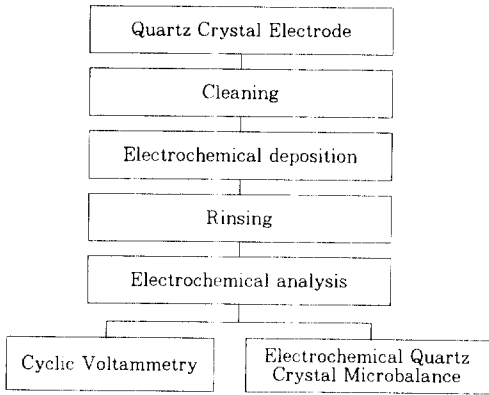 Quartz Crystal Electrode
Cleaning
Electrochemical deposition
Rinsing
Electrochemical analysis
Cyclic Voltammetry
Electrochemical Quartz
Crystal Microbalance